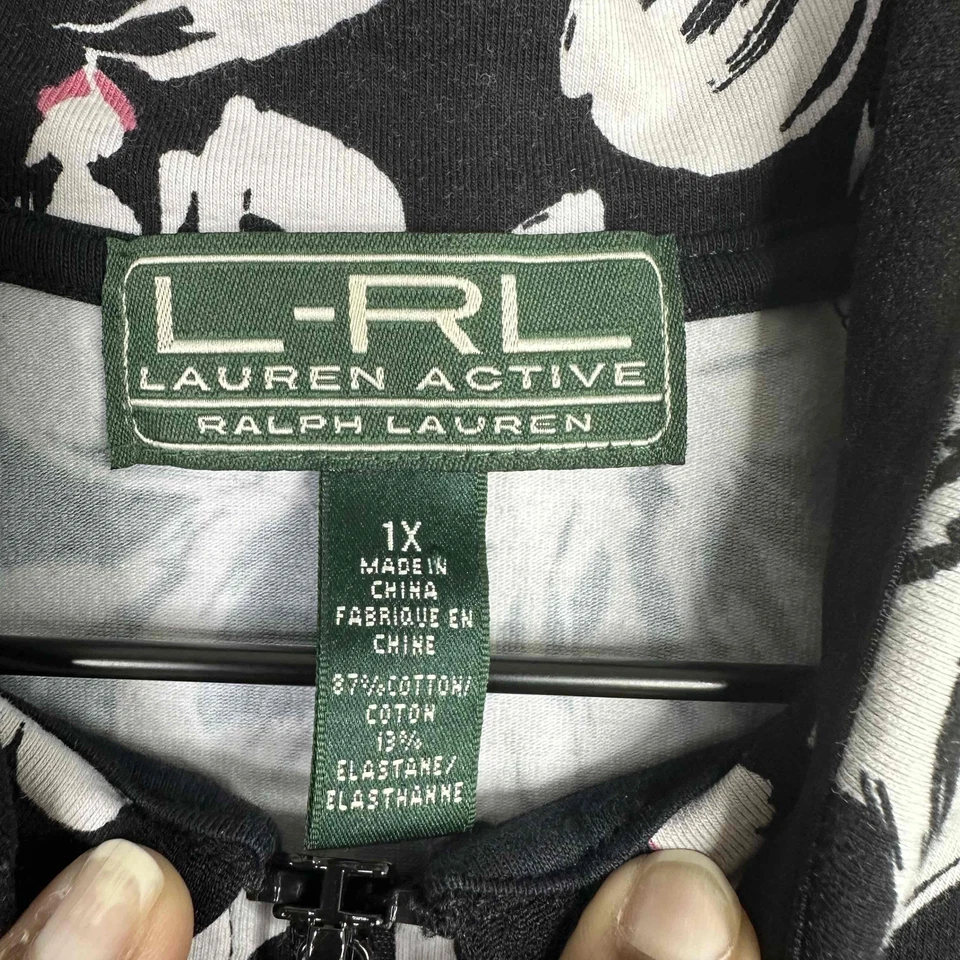 L-RL
LAUREN ACTIVE
RALPH LAUREN
1X
MADE IN
CHINA
FABRIQUE EN
CHINE
87% COTTON/
COTON
13%
ELASTANE/
ELASTHANNE